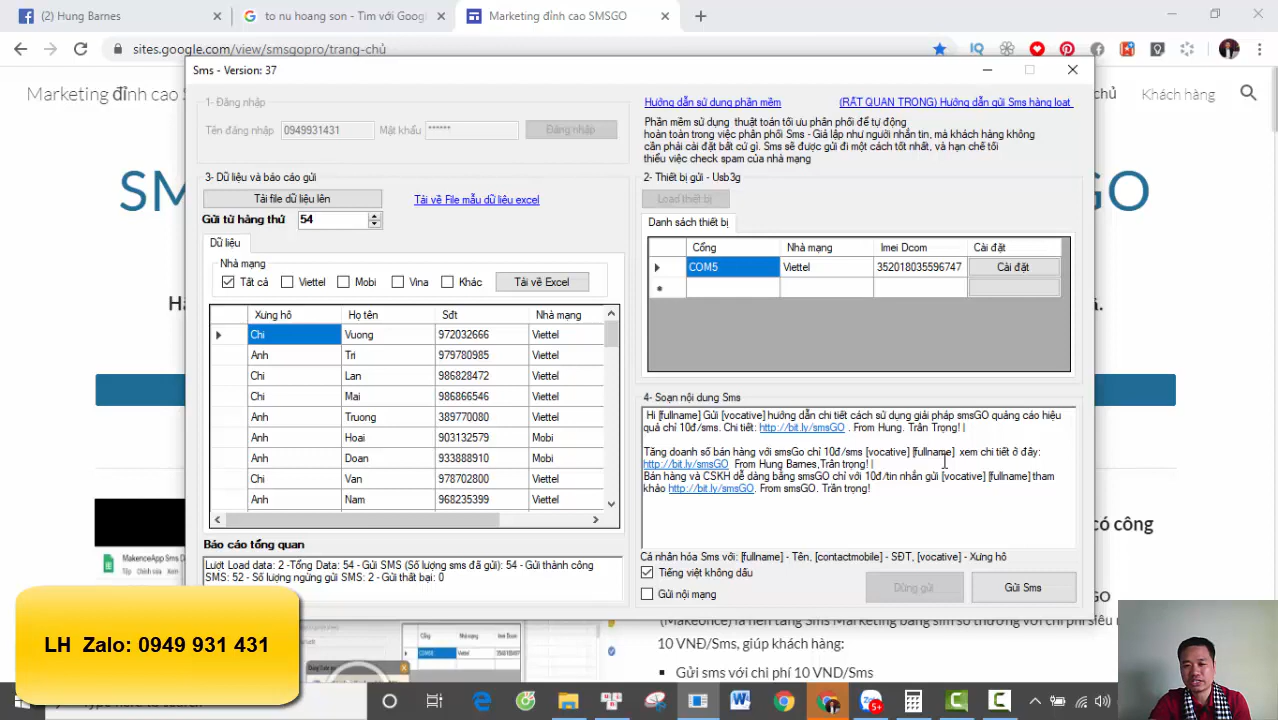 (2) Hung Barnes
to nu hoang son - Tìm với Googl
Marketing đỉnh cao SMSGO
sites.google.com/view/smsgopro/trang-chủ
Marketing đỉn
Khách hàng
Sms - Version: 37
1- Đăng nhập
Tên đăng nhập
0949931431
Mật khẩu
******
Đăng nhập
Hướng dẫn sử dụng phần mềm
(RẤT QUAN TRỌNG) Hướng dẫn gửi Sms hàng loạt
Phần mềm sử dụng thuật toán tối ưu phân phối để tự động
hoàn toàn trong việc phân phối Sms - Giả lập như người nhắn tin, mà khách hàng không
cần phải cài đặt bất cứ gì. Sms sẽ được gửi đi một cách tốt nhất, và hạn chế tối
thiểu việc check spam của nhà mạng
3- Dữ liệu và báo cáo gửi
Tải file dữ liệu lên
Tải về File mẫu dữ liệu excel
Gửi từ hàng thứ
54
Dữ liệu
Nhà mạng
Tất cả
Viettel
Mobi
Vina
Khác
Tải về Excel
Xưng hô Họ tên Sđt Nhà mạng
Chi Vuong 972032666 Viettel
Anh Tri 979780985 Viettel
Chi Lan 986828472 Viettel
Chi Mai 986866546 Viettel
Anh Truong 389770080 Viettel
Anh Hoai 903132579 Mobi
Anh Doan 933888910 Mobi
Chi Van 978702800 Viettel
Anh Nam 968235399 Viettel
Báo cáo tổng quan
Lượt Load data: 2 -Tổng Data: 54 - Gửi SMS (Số lượng sms đã gửi): 54 - Gửi thành công
SMS: 52 - Số lượng ngừng gửi SMS: 2 - Gửi thất bại: 0
2- Thiết bị gửi - Usb3g
Load thiết bị
Danh sách thiết bị
Cổng Nhà mạng Imei Dcom Cài đặt
COM5 Viettel 352018035596747 Cài đặt
4- Soạn nội dung Sms
Hi [fullname] Gửi [vocative] hướng dẫn chi tiết cách sử dụng giải pháp smsGO quảng cáo hiệu
quả chỉ 10đ/sms. Chi tiết: http://bit.ly/smsGO . From Hung. Trân Trọng! |
Tăng doanh số bán hàng với smsGo chỉ 10đ/sms [vocative] [fullname] xem chi tiết ở đây:
http://bit.ly/smsGO From Hung Barnes,Trân trọng! |
Bán hàng và CSKH dễ dàng bằng smsGO chỉ với 10đ/tin nhắn gửi [vocative] [fullname] tham
khảo http://bit.ly/smsGO. From smsGO. Trân trọng!
Cá nhân hóa Sms với: [fullname] - Tên, [contactmobile] - SĐT, [vocative] - Xưng hô
Tiếng việt không dấu
Gửi nội mạng
Dừng gửi
Gửi Sms
có công
MakenceApp Sms D
LH Zalo: 0949 931 431
10 VNĐ/Sms, giúp khách hàng:
Gửi sms với chi phí 10 VND/Sms